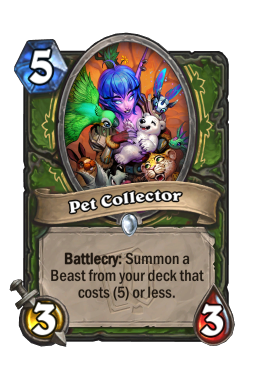 5
Pet Collector
Battlecry: Summon a
Beast from your deck that
costs (5) or less.
3 3